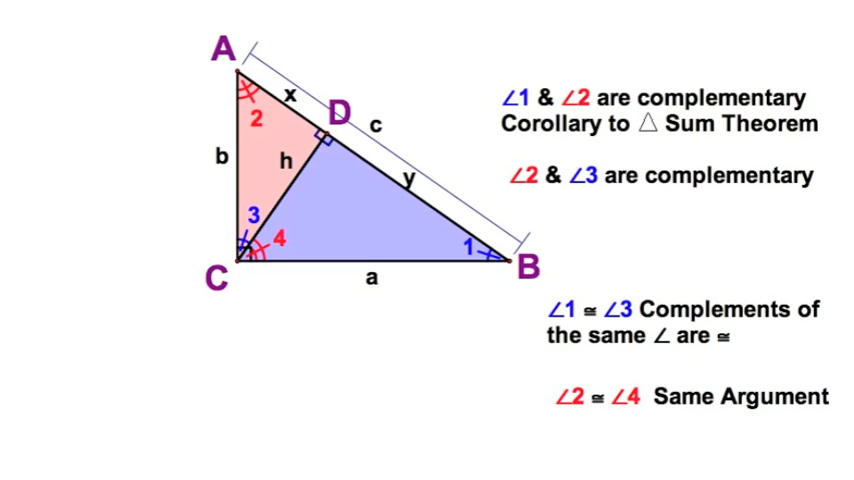 A
x
D
c
2
b
h
y
3
4
1
C
B
a
∠1 & ∠2 are complementary
Corollary to △ Sum Theorem
∠2 & ∠3 are complementary
∠1 ≅ ∠3 Complements of
the same ∠ are ≅
∠2 ≅ ∠4 Same Argument